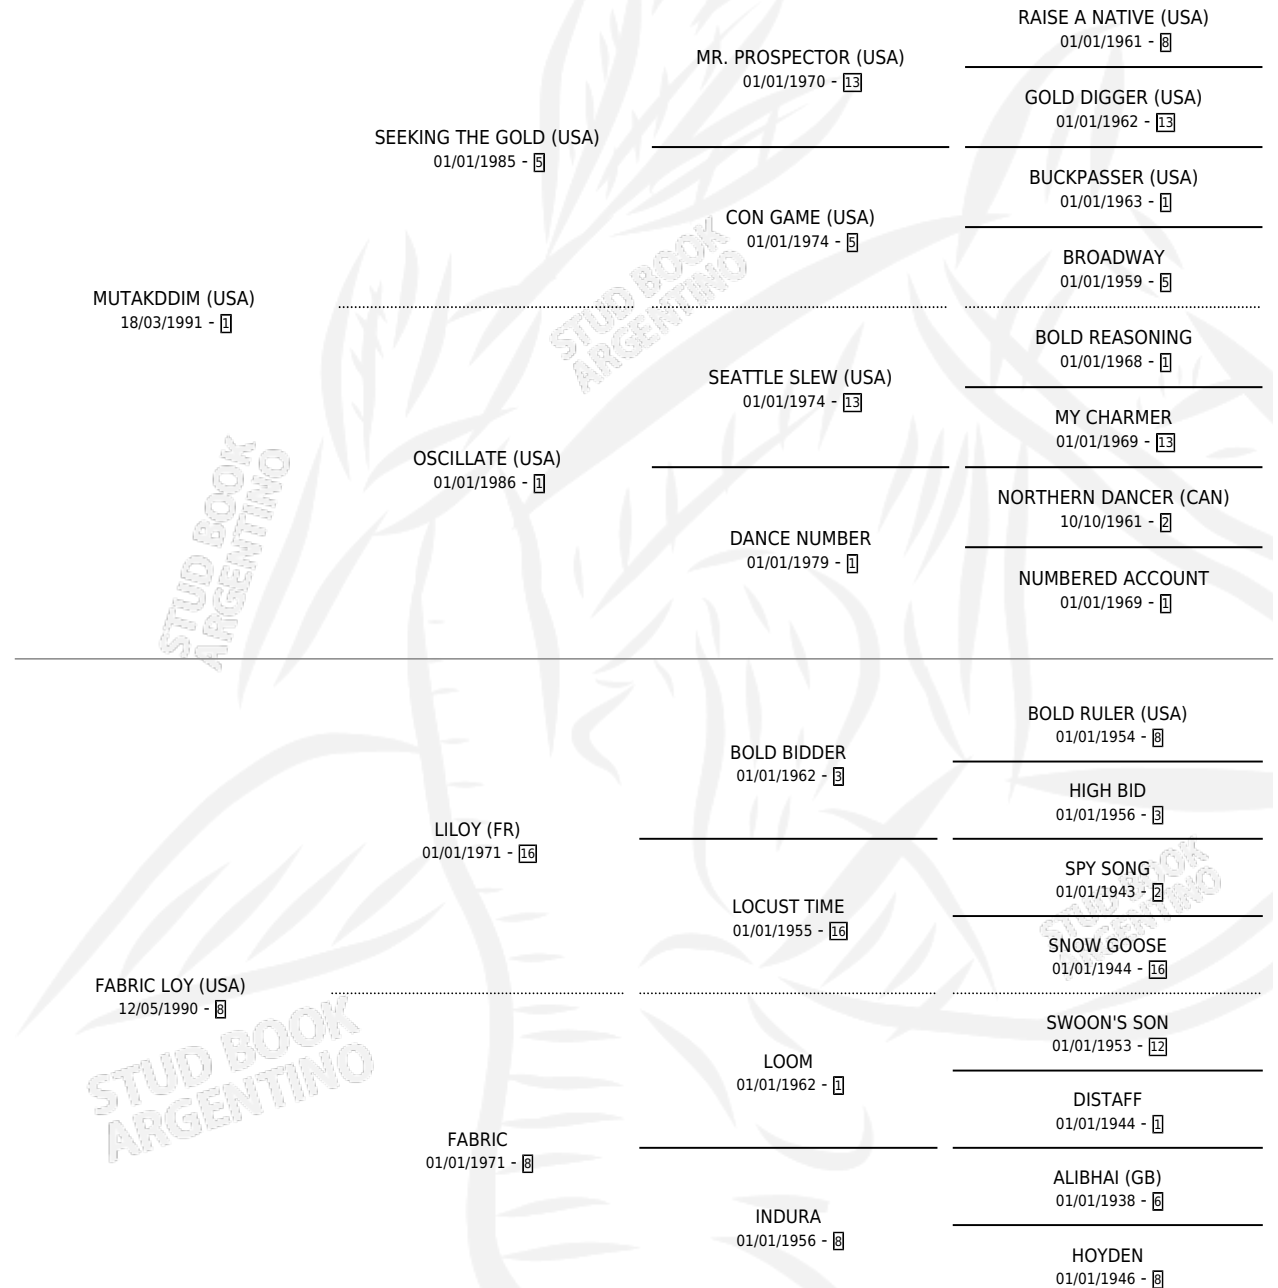 RAISE A NATIVE (USA)
01/01/1961 - 8
MR. PROSPECTOR (USA)
01/01/1970 - 13
GOLD DIGGER (USA)
01/01/1962 - 13
SEEKING THE GOLD (USA)
01/01/1985 - 5
BUCKPASSER (USA)
01/01/1963 - 1
CON GAME (USA)
01/01/1974 - 5
BROADWAY
01/01/1959 - 5
MUTAKDDIM (USA)
18/03/1991 - 1
BOLD REASONING
01/01/1968 - 1
SEATTLE SLEW (USA)
01/01/1974 - 13
MY CHARMER
01/01/1969 - 13
OSCILLATE (USA)
01/01/1986 - 1
NORTHERN DANCER (CAN)
10/10/1961 - 2
DANCE NUMBER
01/01/1979 - 1
NUMBERED ACCOUNT
01/01/1969 - 1
BOLD RULER (USA)
01/01/1954 - 8
BOLD BIDDER
01/01/1962 - 3
HIGH BID
01/01/1956 - 3
LILOY (FR)
01/01/1971 - 16
SPY SONG
01/01/1943 - 2
LOCUST TIME
01/01/1955 - 16
SNOW GOOSE
01/01/1944 - 16
FABRIC LOY (USA)
12/05/1990 - 8
SWOON'S SON
01/01/1953 - 12
LOOM
01/01/1962 - 1
DISTAFF
01/01/1944 - 1
FABRIC
01/01/1971 - 8
ALIBHAI (GB)
01/01/1938 - 6
INDURA
01/01/1956 - 8
HOYDEN
01/01/1946 - 8
STUD BOOK
ARGENTINO
STUD BOOK
ARGENTINO
STUD BOOK
ARGENTINO
STUD BOOK
ARGENTINO